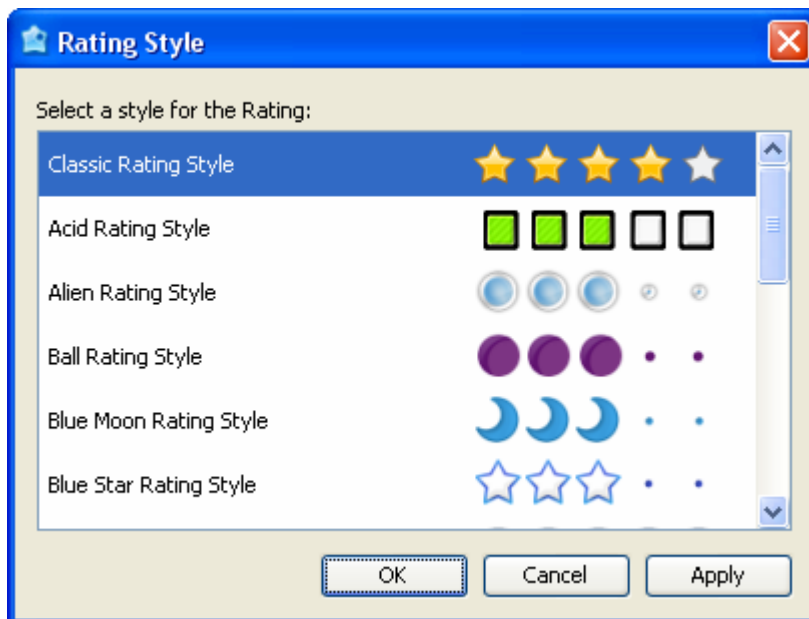 Rating Style
Select a style for the Rating:
Classic Rating Style
Acid Rating Style
Alien Rating Style
Ball Rating Style
Blue Moon Rating Style
Blue Star Rating Style
OK
Cancel
Apply